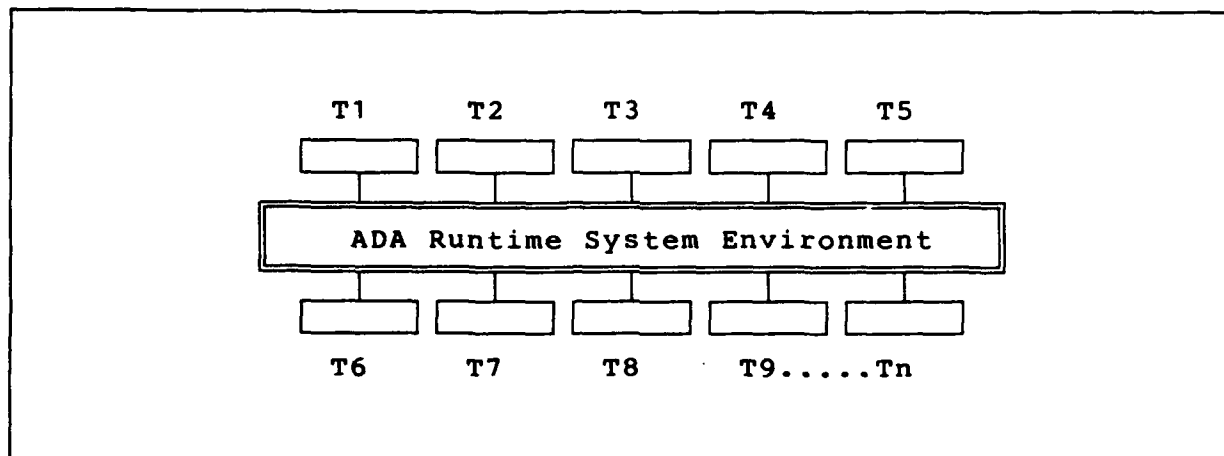 T1 T2 T3 T4 T5
ADA Runtime System Environment
T6 T7 T8 T9.....Tn